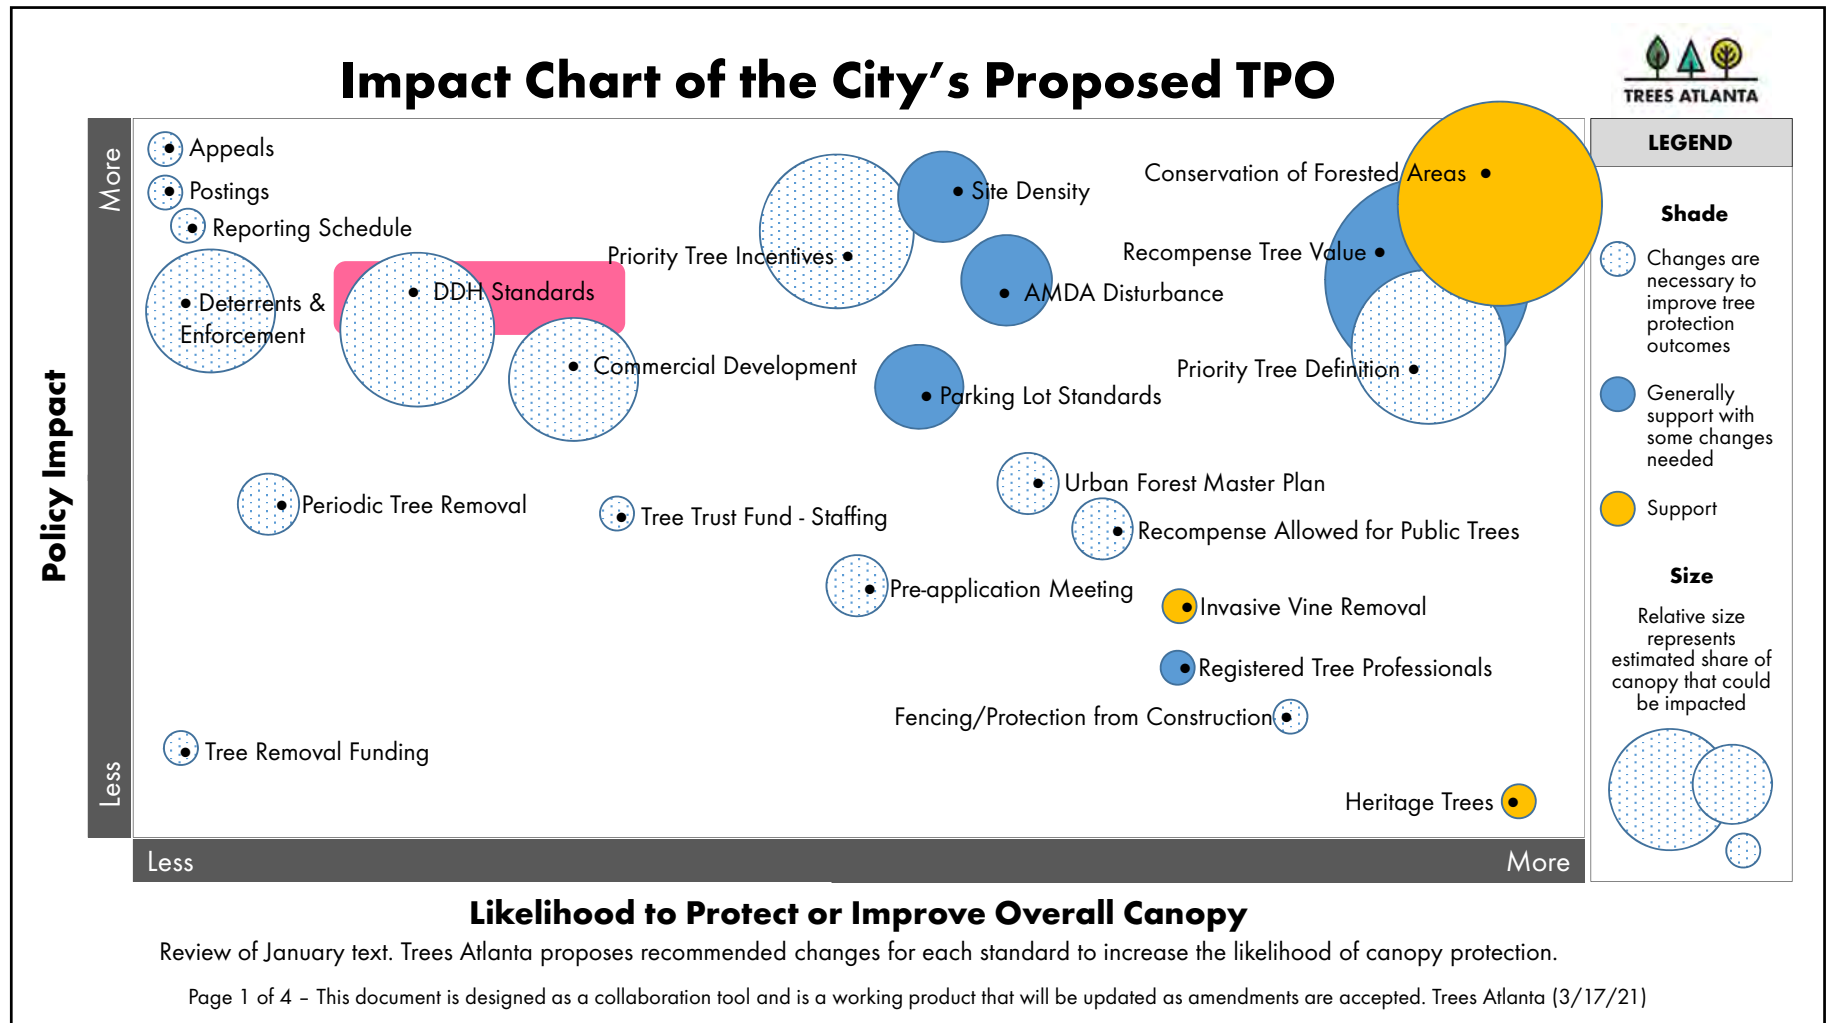 Impact Chart of the City's Proposed TPO
TREES ATLANTA
More
Policy Impact
Less
Appeals
Postings
Reporting Schedule
Deterrents &
Enforcement
DDH Standards
Commercial Development
Priority Tree Incentives
Site Density
AMDA Disturbance
Parking Lot Standards
Conservation of Forested Areas
Recompense Tree Value
Priority Tree Definition
Periodic Tree Removal
Tree Trust Fund - Staffing
Urban Forest Master Plan
Recompense Allowed for Public Trees
Pre-application Meeting
Invasive Vine Removal
Registered Tree Professionals
Fencing/Protection from Construction
Tree Removal Funding
Heritage Trees
Less
More
Likelihood to Protect or Improve Overall Canopy
LEGEND
Shade
Changes are
necessary to
improve tree
protection
outcomes
Generally
support with
some changes
needed
Support
Size
Relative size
represents
estimated share of
canopy that could
be impacted
Review of January text. Trees Atlanta proposes recommended changes for each standard to increase the likelihood of canopy protection.
Page 1 of 4 – This document is designed as a collaboration tool and is a working product that will be updated as amendments are accepted. Trees Atlanta (3/17/21)